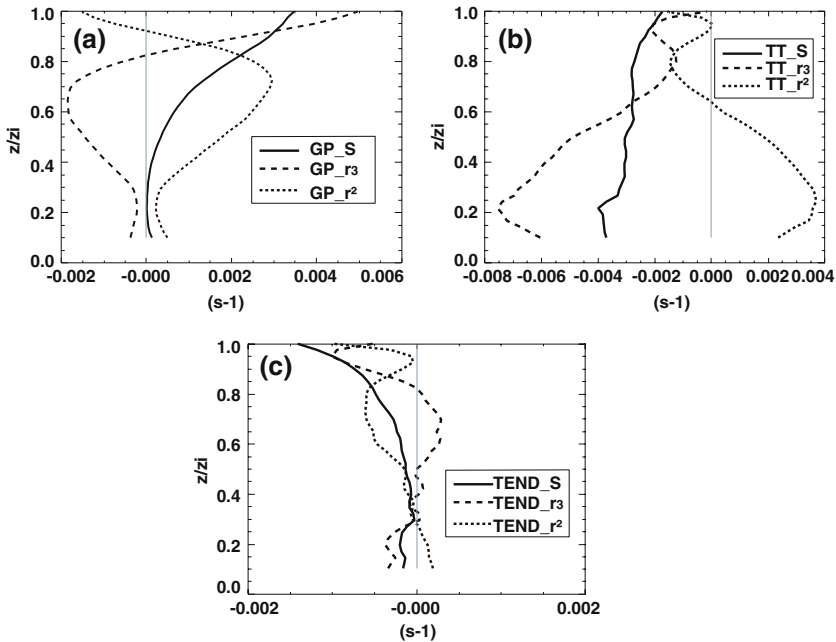 (a)
z/zi
1.0
0.8
0.6
0.4
0.2
0.0
GP_S
GP_r3
GP_r²
-0.002 -0.000 0.002 0.004 0.006
(s-1)
(b)
z/zi
1.0
0.8
0.6
0.4
0.2
0.0
TT_S
TT_r3
TT_r²
-0.008 -0.006 -0.004 -0.002 0.000 0.002 0.004
(s-1)
(c)
z/zi
1.0
0.8
0.6
0.4
0.2
0.0
TEND_S
TEND_r3
TEND_r²
-0.002 -0.000 0.002
(s-1)